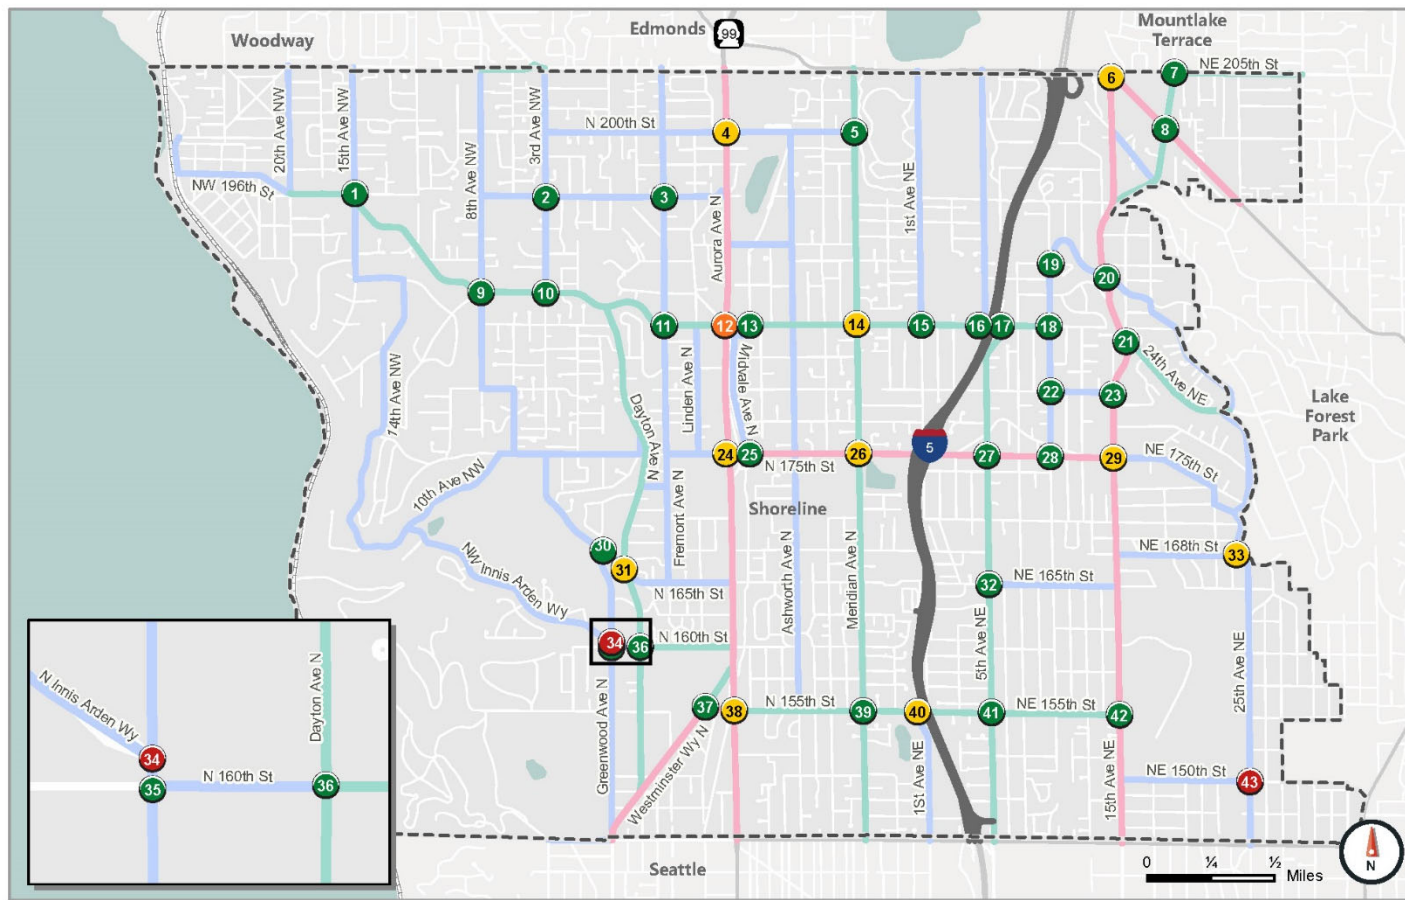 Woodway
Edmonds
99
Mountlake
Terrace
NE 205th St
6
7
20th Ave NW
15th Ave NW
8th Ave NW
3rd Ave NW
N 200th St
4
5
8
NW 196th St
1
2
3
Aurora Ave N
1st Ave NE
9
10
19
20
11
12
13
14
15
16
17
18
21
24th Ave NE
14th Ave NW
Linden Ave N
Midvale Ave N
22
23
Lake
Forest
Park
Dayton Ave N
5
24
25
26
27
28
29
N 175th St
NE 175th St
10th Ave NW
Shoreline
Fremont Ave N
Ashworth Ave N
Meridian Ave N
30
31
NE 168th St
33
NW Innis Arden Wy
N 165th St
32
NE 165th St
34
36
N 160th St
5th Ave NE
25th Ave NE
Greenwood Ave N
37
38
N 155th St
39
40
41
NE 155th St
42
Westminster Wy N
1St Ave NE
15th Ave NE
NE 150th St
43
N Innis Arden Wy
Dayton Ave N
34
N 160th St
35
36
Seattle
0
¼
½
Miles
N